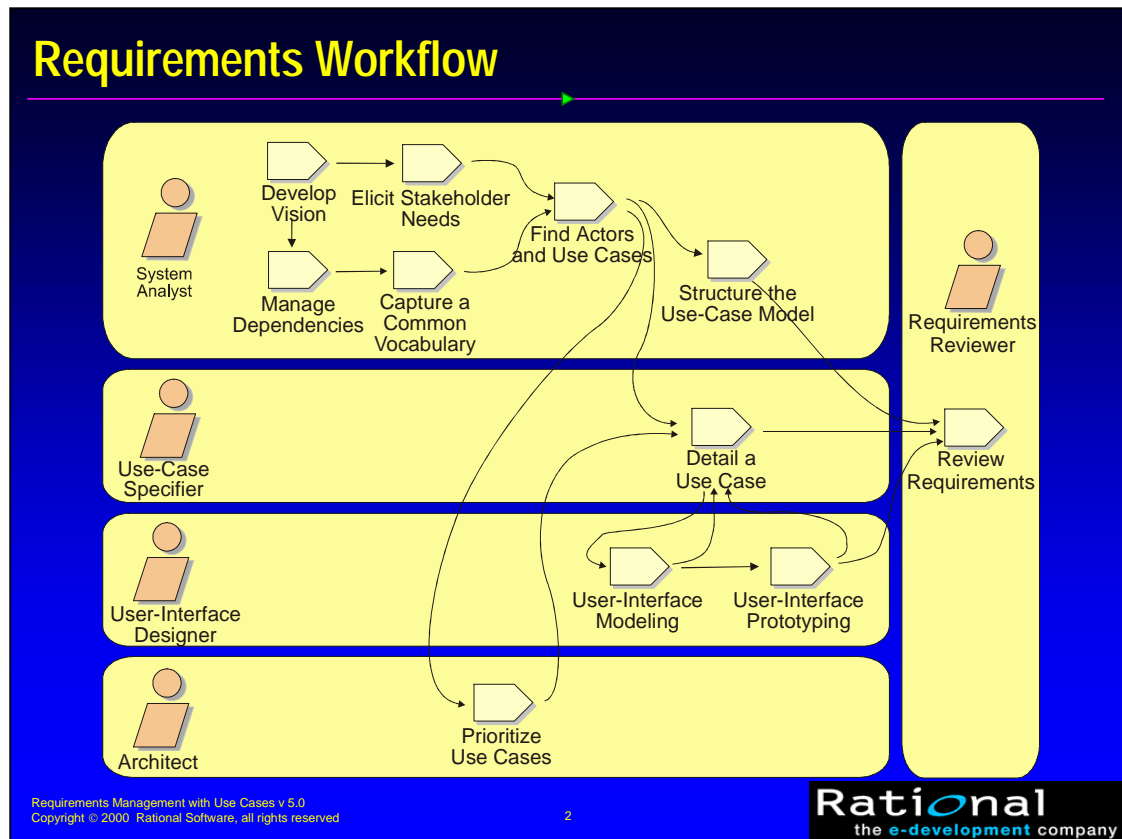 Requirements Workflow
Develop
Vision
Elicit Stakeholder
Needs
Find Actors
and Use Cases
System
Analyst
Manage
Dependencies
Capture a
Common
Vocabulary
Structure the
Use-Case Model
Requirements
Reviewer
Use-Case
Specifier
Detail a
Use Case
Review
Requirements
User-Interface
Designer
User-Interface
Modeling
User-Interface
Prototyping
Architect
Prioritize
Use Cases
Requirements Management with Use Cases v 5.0
Copyright © 2000 Rational Software, all rights reserved
2
Rational
the e-development company